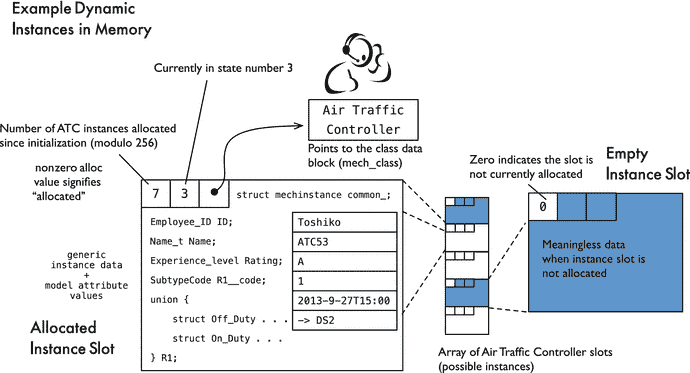 Example Dynamic
Instances in Memory
Currently in state number 3
Air Traffic
Controller
Number of ATC instances allocated
since initialization (modulo 256)
Points to the class data
block (mech_class)
nonzero alloc
value signifies
“allocated”
Zero indicates the slot is
not currently allocated
Empty
Instance Slot
7 3
struct mechinstance common_;
0
Employee_ID ID;
Toshiko
Name_t Name;
ATC53
Experience_level Rating;
A
SubtypeCode R1__code;
1
union {
2013-9-27T15:00
struct Off_Duty . . .
-> DS2
struct On_Duty . . .
} R1;
generic
instance data
+
model attribute
values
Allocated
Instance Slot
Meaningless data
when instance slot is
not allocated
Array of Air Traffic Controller slots
(possible instances)